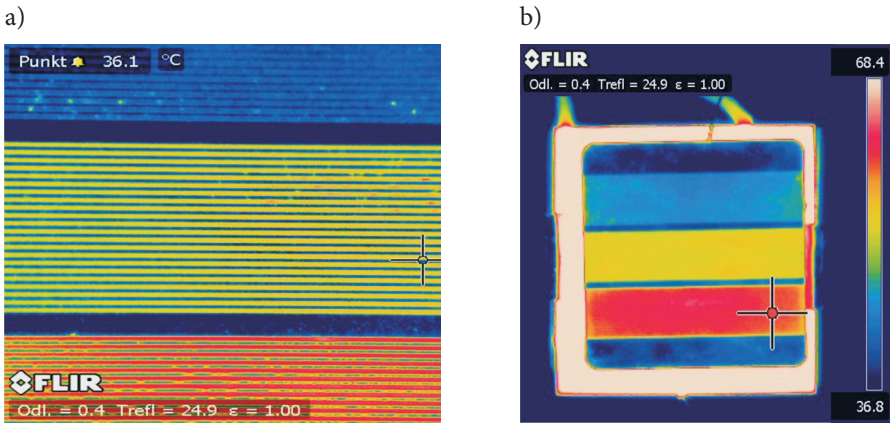 a)
Punkt 36.1 °C
FLIR
Odl. = 0.4 Trefl = 24.9 ε = 1.00
b)
FLIR
68.4
Odl. = 0.4 Trefl = 24.9 ε = 1.00
36.8